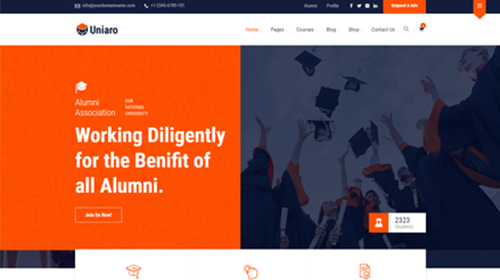 info@yourdomainname.com +1-2345-6789-101 Alumni Profile Request A Info
Uniaro Home Pages Courses Blog Shop Contact Us
Alumni
Association
OUR
NATIONAL
UNIVERSITY
Working Diligently
for the Benifit of
all Alumni.
Join Us Now!
2323
Students